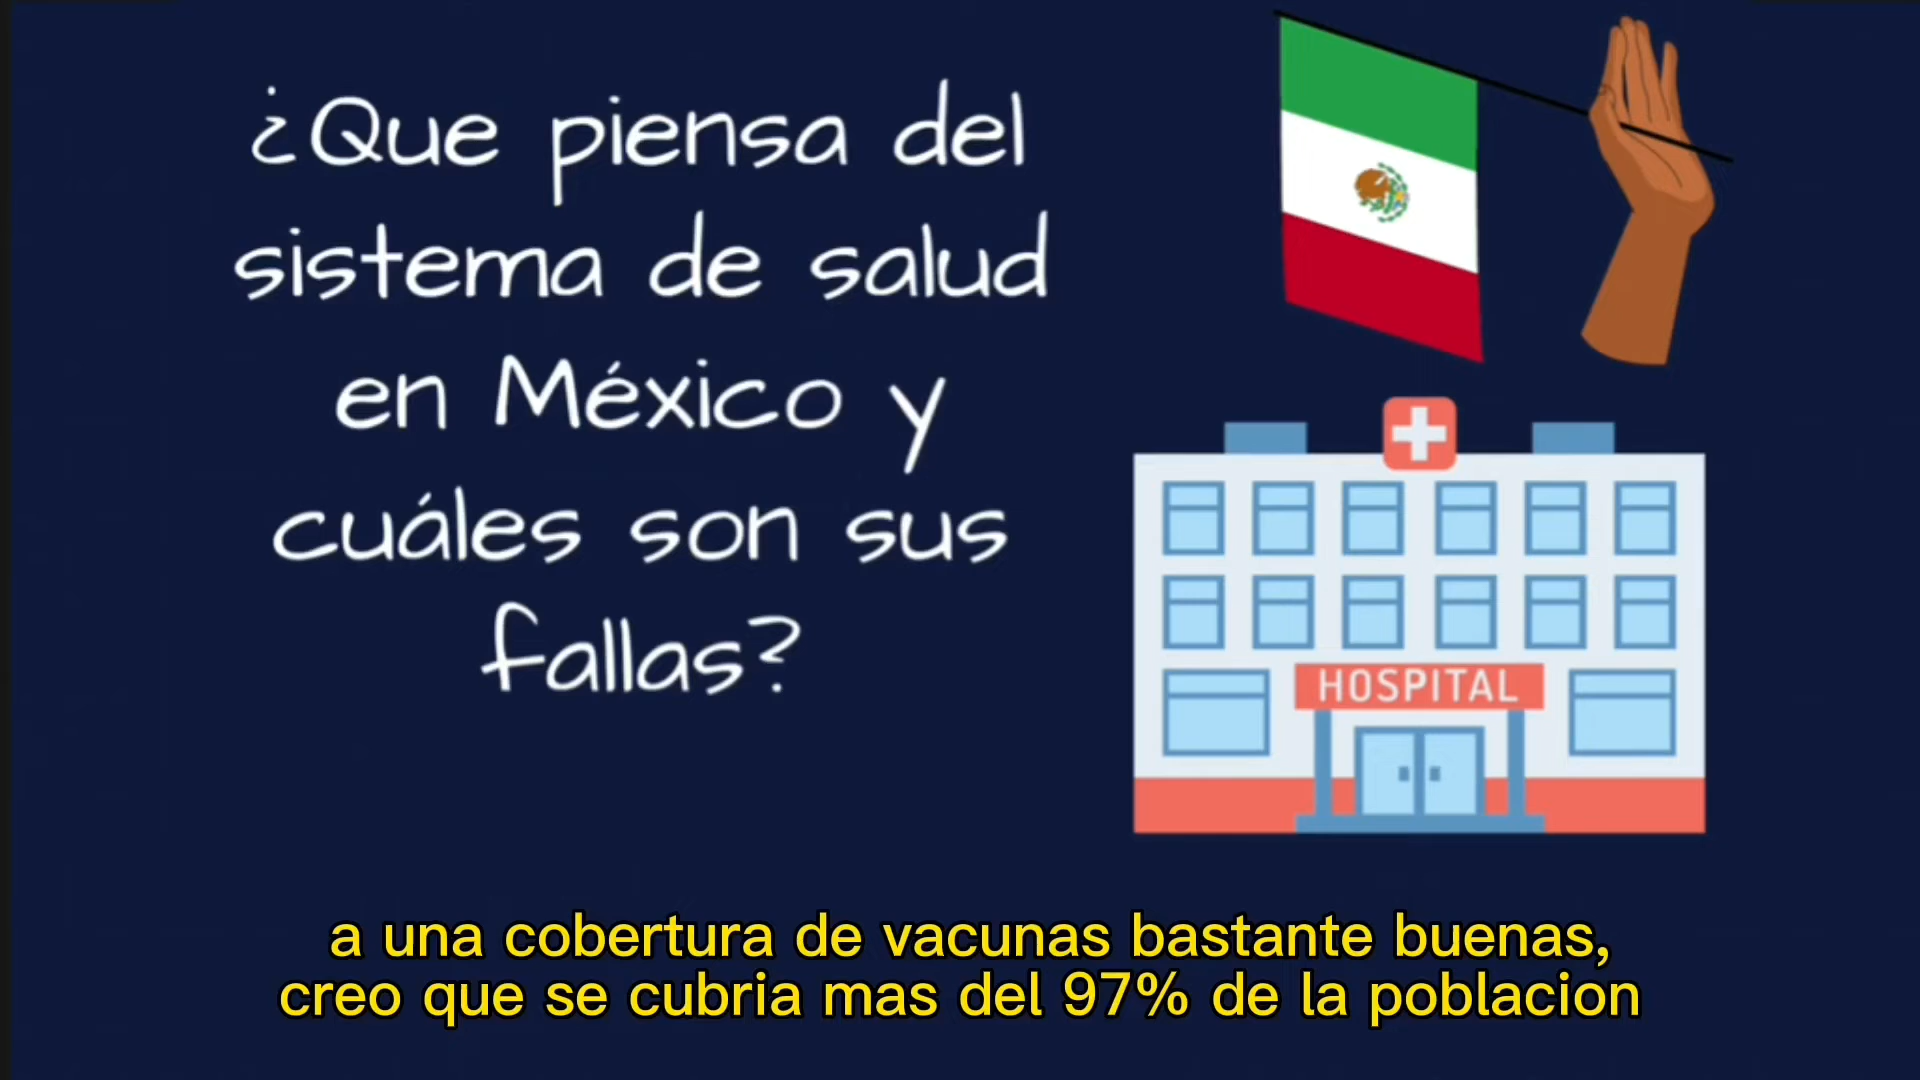 ¿Que piensa del
sistema de salud
en México y
cuáles son sus
fallas?
HOSPITAL
a una cobertura de vacunas bastante buenas,
creo que se cubria mas del 97% de la poblacion